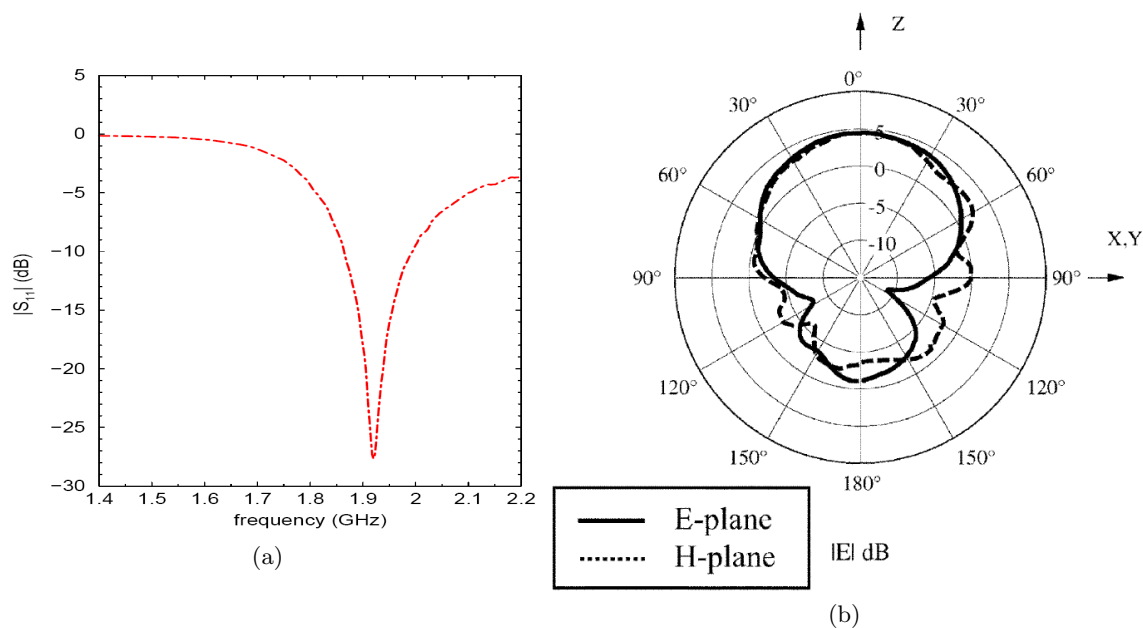 5
0
−5
−10
−15
−20
−25
−30
1.4 1.5 1.6 1.7 1.8 1.9 2 2.1 2.2
|S11| (dB)
frequency (GHz)
(a)
Z
0°
30° 30°
60° 60°
X,Y
90° 90°
120° 120°
150° 150°
180°
5
0
-5
-10
E-plane
H-plane
|E| dB
(b)